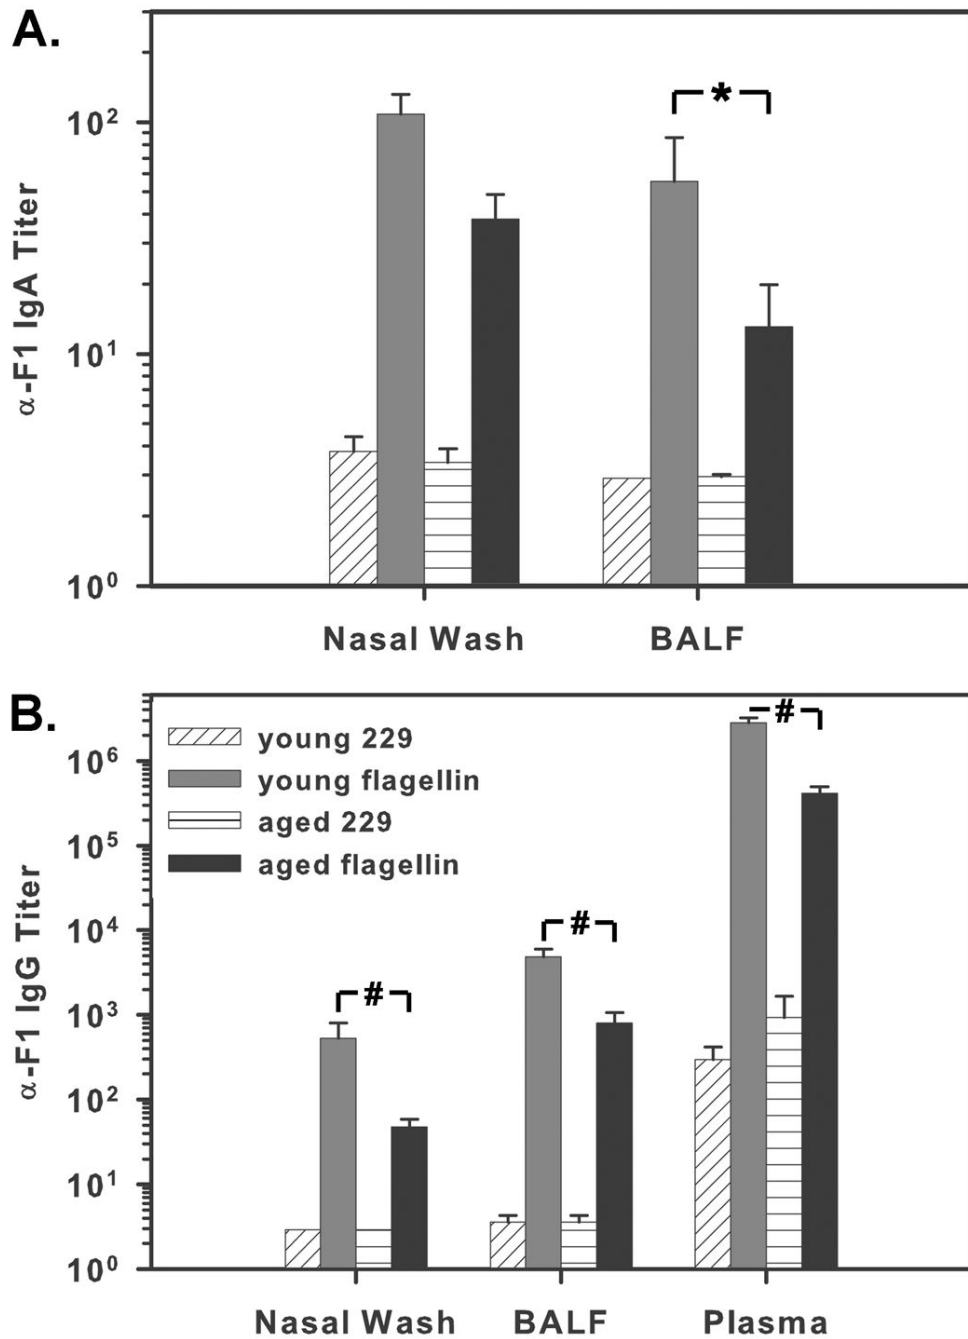 A.
α-F1 IgA Titer
10²
10¹
10⁰
*
Nasal Wash BALF
B.
α-F1 IgG Titer
10⁶
10⁵
10⁴
10³
10²
10¹
10⁰
young 229
young flagellin
aged 229
aged flagellin
# # #
Nasal Wash BALF Plasma